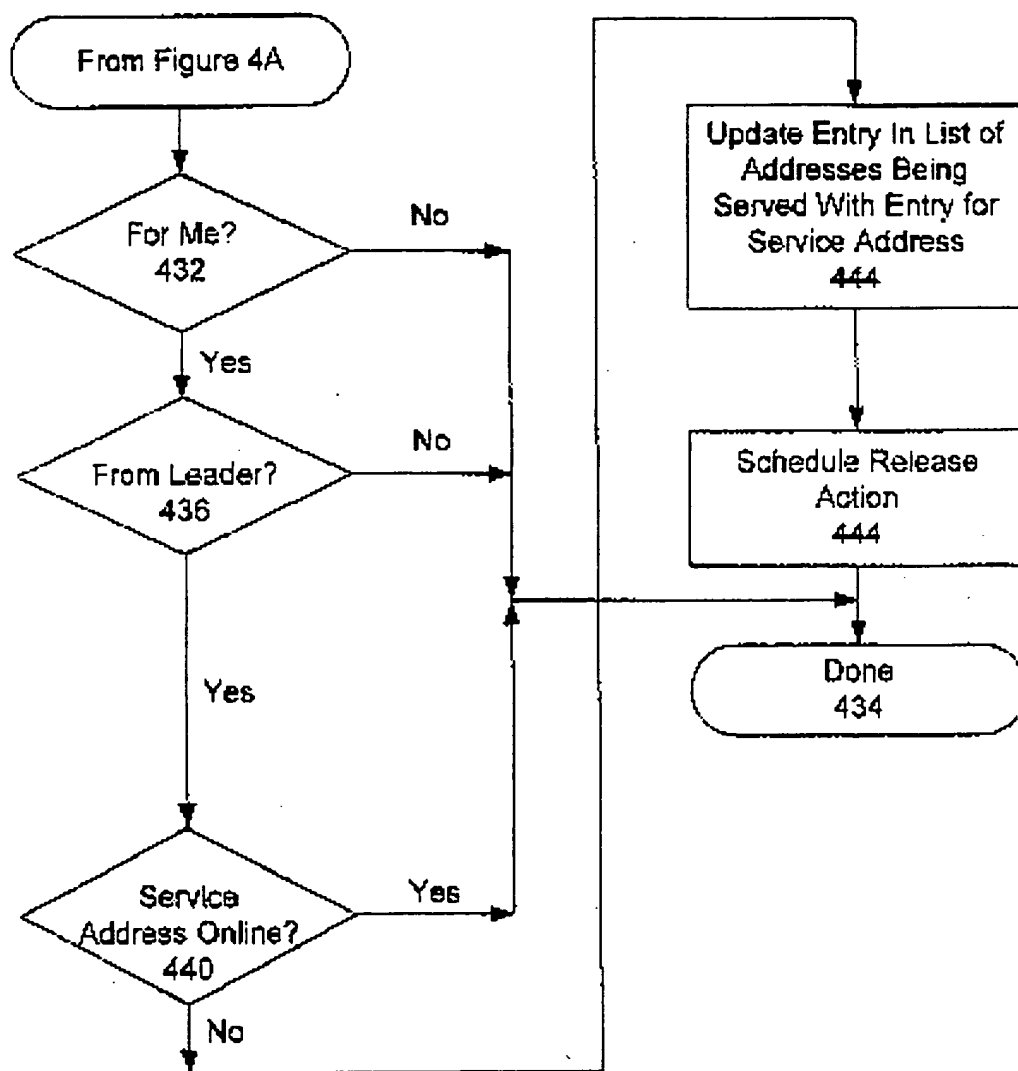 From Figure 4A
For Me?
432
No
Yes
From Leader?
436
No
Yes
Service
Address Online?
440
Yes
No
Update Entry In List of
Addresses Being
Served With Entry for
Service Address
444
Schedule Release
Action
444
Done
434